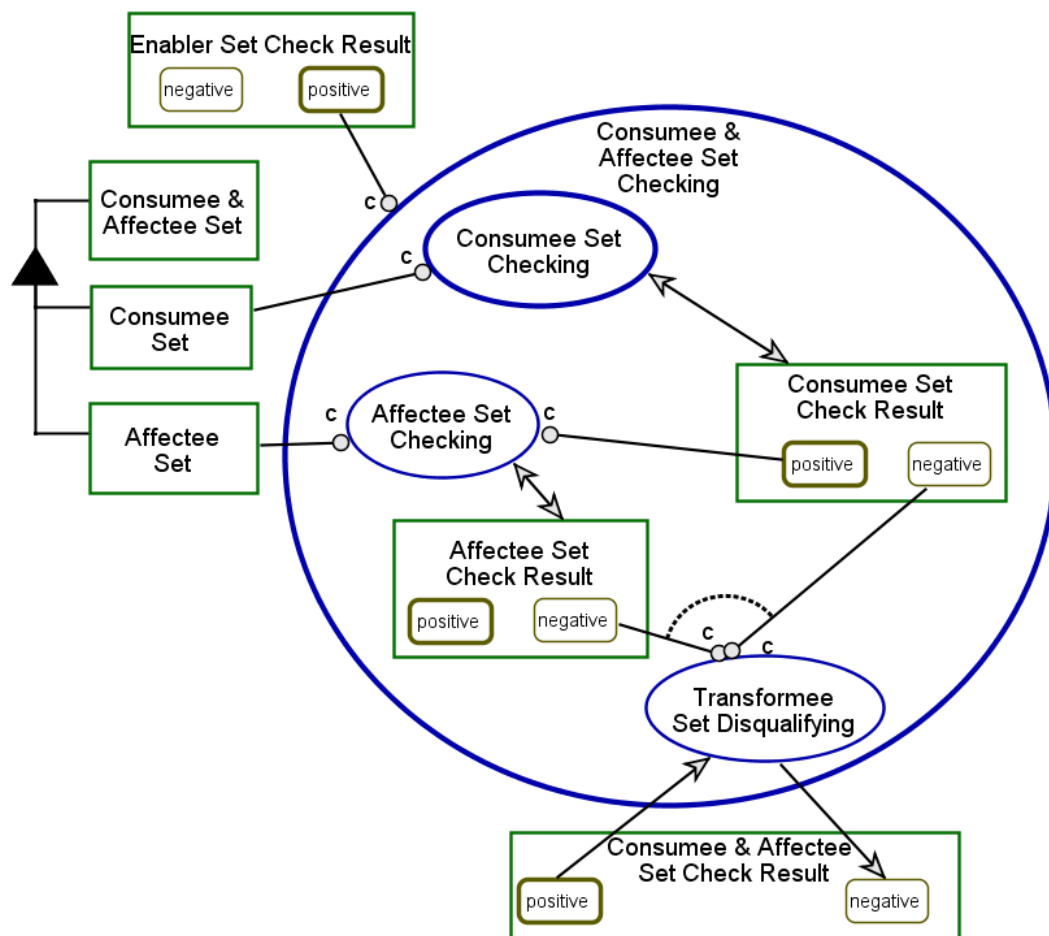 Enabler Set Check Result
negative
positive
Consumee &
Affectee Set
Checking
c
Consumee &
Affectee Set
Consumee Set
Checking
c
Consumee
Set
Consumee Set
Check Result
positive
negative
c
Affectee Set
Checking
c
Affectee
Set
Affectee Set
Check Result
positive
negative
c
c
Transformee
Set Disqualifying
Consumee & Affectee
Set Check Result
positive
negative